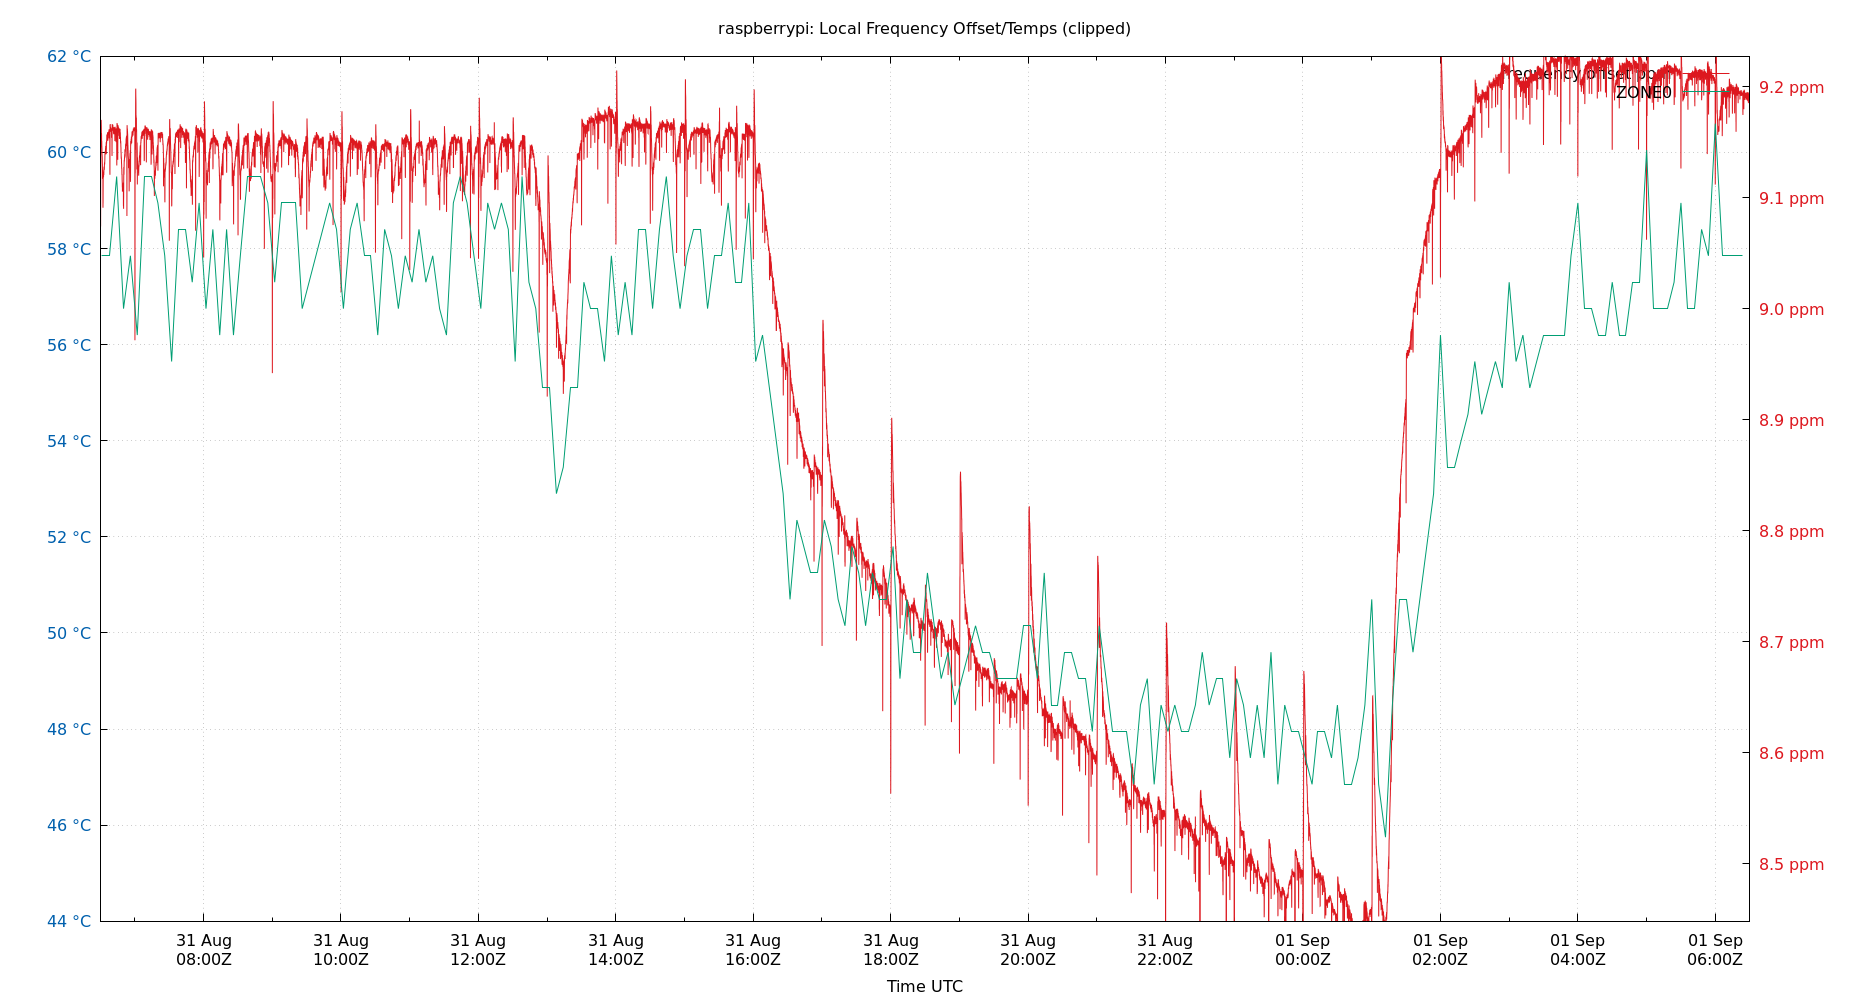 raspberrypi: Local Frequency Offset/Temps (clipped)
62 °C
60 °C
58 °C
56 °C
54 °C
52 °C
50 °C
48 °C
46 °C
44 °C
frequency offset pp
ZONE0
9.2 ppm
9.1 ppm
9.0 ppm
8.9 ppm
8.8 ppm
8.7 ppm
8.6 ppm
8.5 ppm
31 Aug 31 Aug 31 Aug 31 Aug 31 Aug 31 Aug 31 Aug 31 Aug 01 Sep 01 Sep 01 Sep 01 Sep
08:00Z 10:00Z 12:00Z 14:00Z 16:00Z 18:00Z 20:00Z 22:00Z 00:00Z 02:00Z 04:00Z 06:00Z
Time UTC